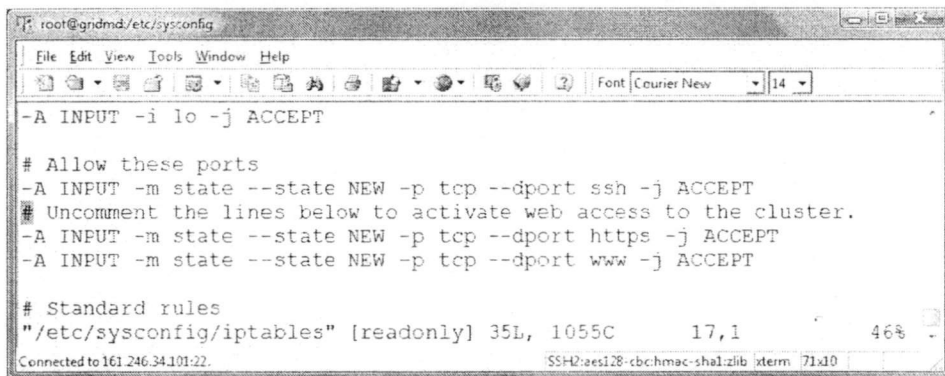 root@gridmd:/etc/sysconfig
File Edit View Tools Window Help
Font Courier New 14
-A INPUT -i lo -j ACCEPT
# Allow these ports
-A INPUT -m state --state NEW -p tcp --dport ssh -j ACCEPT
# Uncomment the lines below to activate web access to the cluster.
-A INPUT -m state --state NEW -p tcp --dport https -j ACCEPT
-A INPUT -m state --state NEW -p tcp --dport www -j ACCEPT
# Standard rules
"/etc/sysconfig/iptables" [readonly] 35L, 1055C 17,1 46%
Connected to 161.246.34.101:22. SSH2:aes128-cbc:hmac-sha1:zlib xterm 71x10